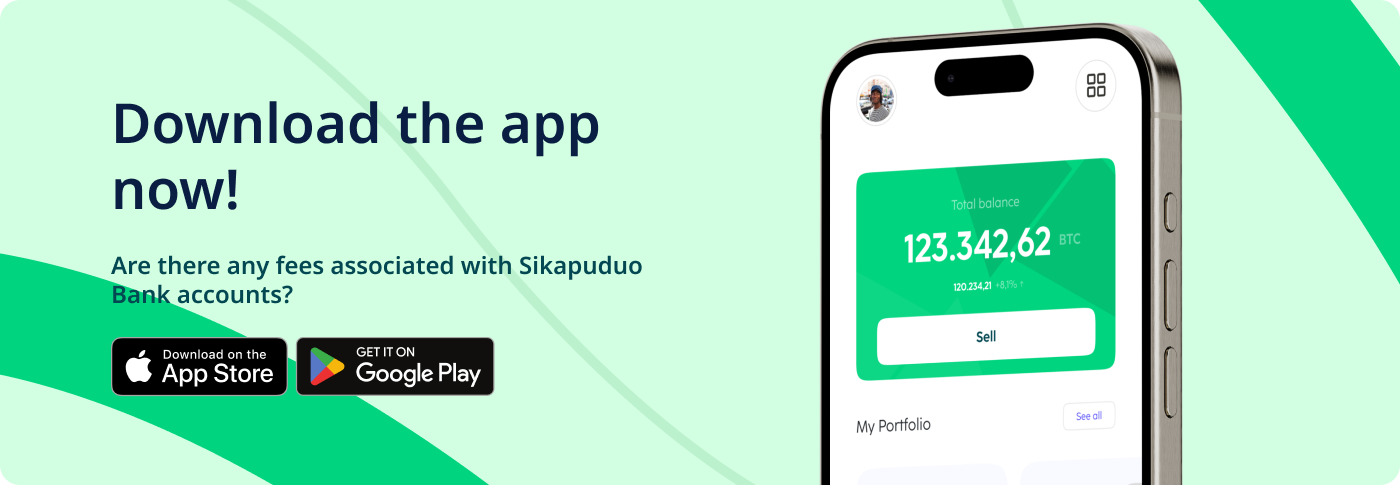 Download the app
now!
Are there any fees associated with Sikapuduo
Bank accounts?
Download on the
App Store
GET IT ON
Google Play
Total balance
123.342,62 BTC
120.234,21 +8,1% ↑
Sell
My Portfolio
See all